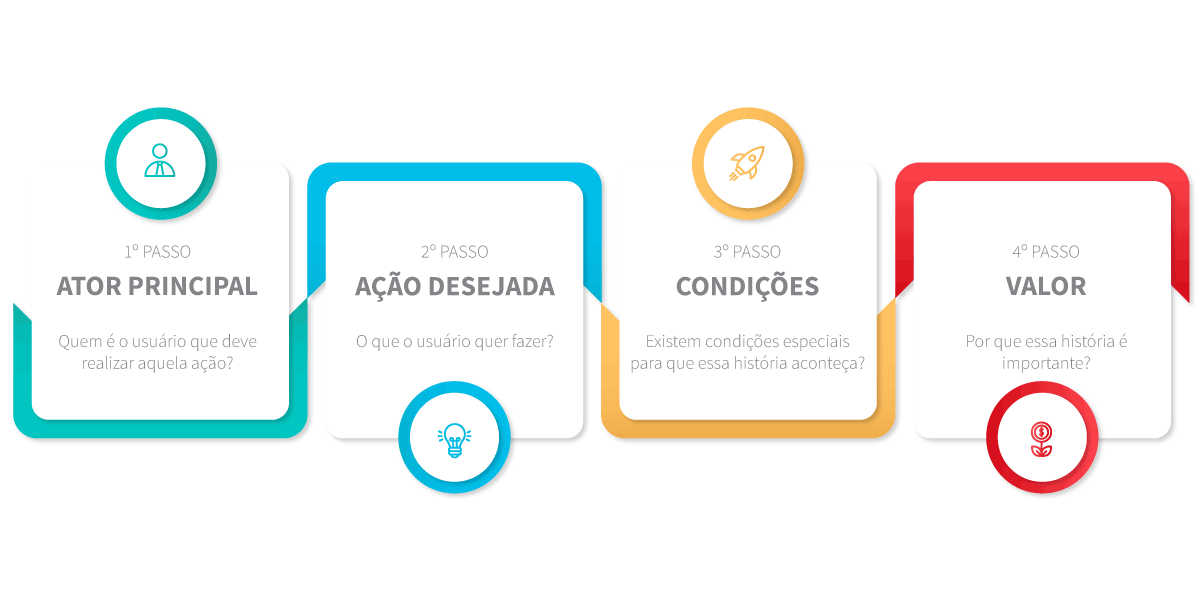 1º PASSO
ATOR PRINCIPAL
Quem é o usuário que deve
realizar aquela ação?
2º PASSO
AÇÃO DESEJADA
O que o usuário quer fazer?
3º PASSO
CONDIÇÕES
Existem condições especiais
para que essa história aconteça?
4º PASSO
VALOR
Por que essa história é
importante?
$